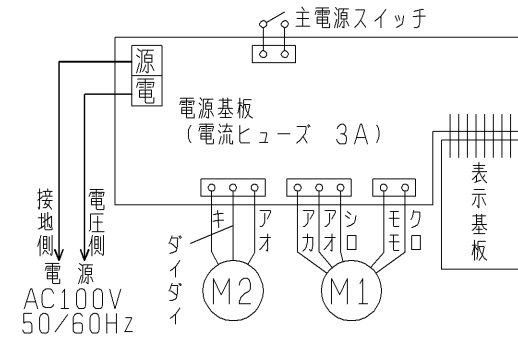 主電源スイッチ
源
電
電源基板
(電流ヒューズ 3A)
表示基板
接地側
電圧側
キ
ダイダイ
アオ
アカ
アオ
シロ
モモ
クロ
電 源
AC100V
50/60Hz
M2
M1